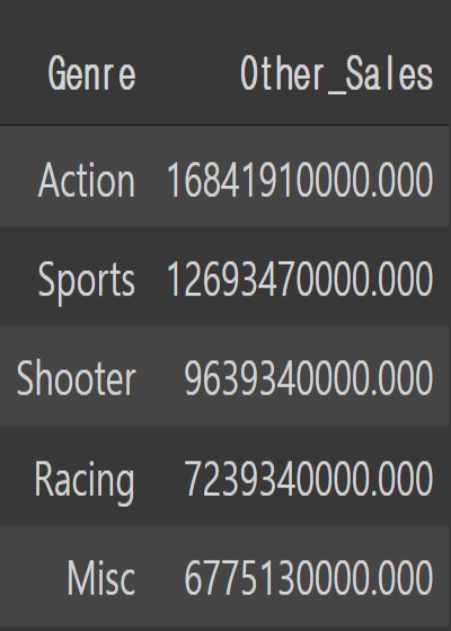 Genre Other_Sales
Action 16841910000.000
Sports 12693470000.000
Shooter 9639340000.000
Racing 7239340000.000
Misc 6775130000.000